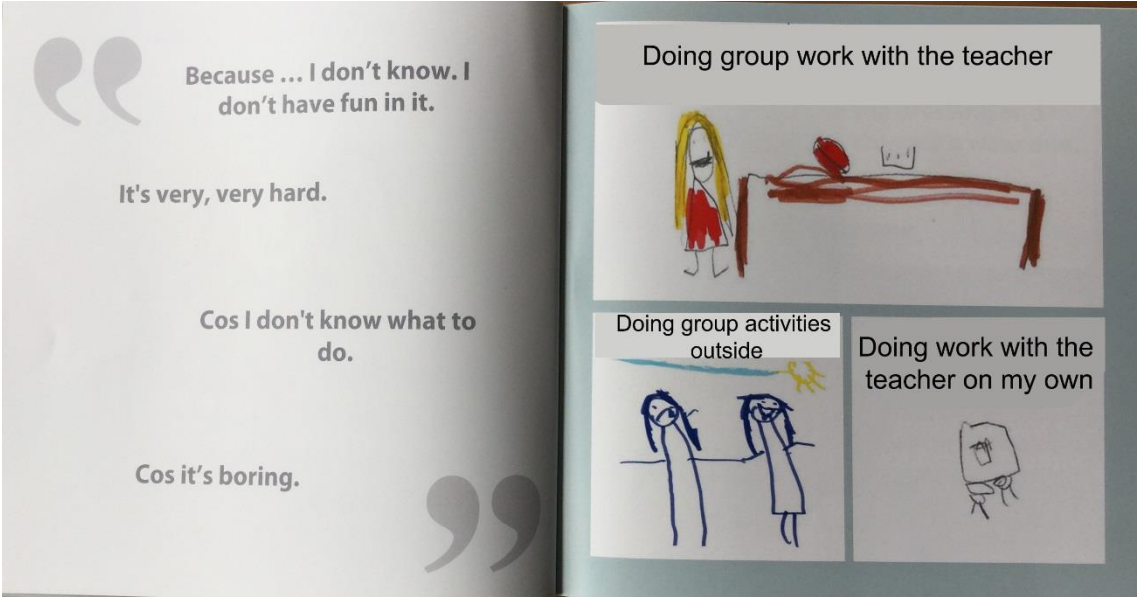 Because ... I don’t know. I
don’t have fun in it.
It's very, very hard.
Cos I don't know what to
do.
Cos it’s boring.
Doing group work with the teacher
Doing group activities
outside
Doing work with the
teacher on my own